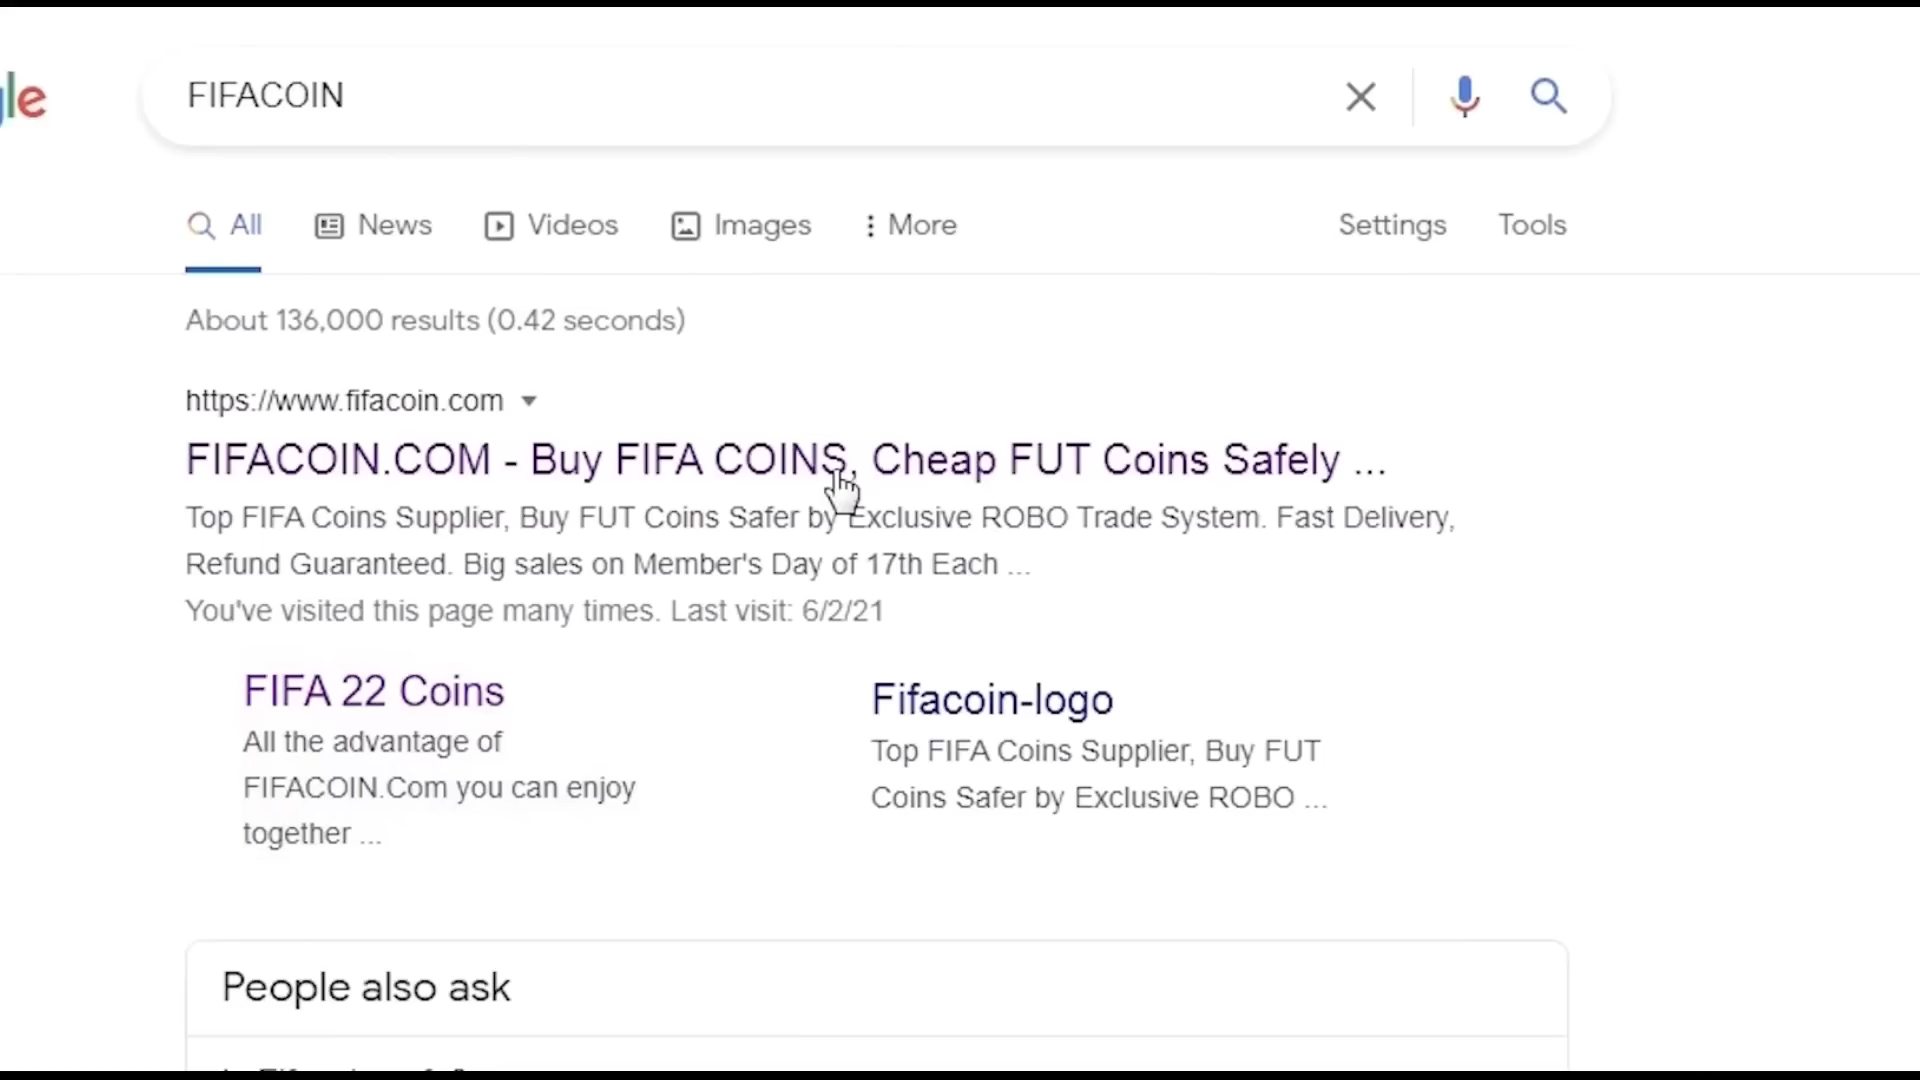 gle
FIFACOIN
All News Videos Images More Settings Tools
About 136,000 results (0.42 seconds)
https://www.fifacoin.com
FIFACOIN.COM - Buy FIFA COINS, Cheap FUT Coins Safely ...
Top FIFA Coins Supplier, Buy FUT Coins Safer by Exclusive ROBO Trade System. Fast Delivery,
Refund Guaranteed. Big sales on Member's Day of 17th Each ...
You've visited this page many times. Last visit: 6/2/21
FIFA 22 Coins
All the advantage of
FIFACOIN.Com you can enjoy
together ...
Fifacoin-logo
Top FIFA Coins Supplier, Buy FUT
Coins Safer by Exclusive ROBO ...
People also ask